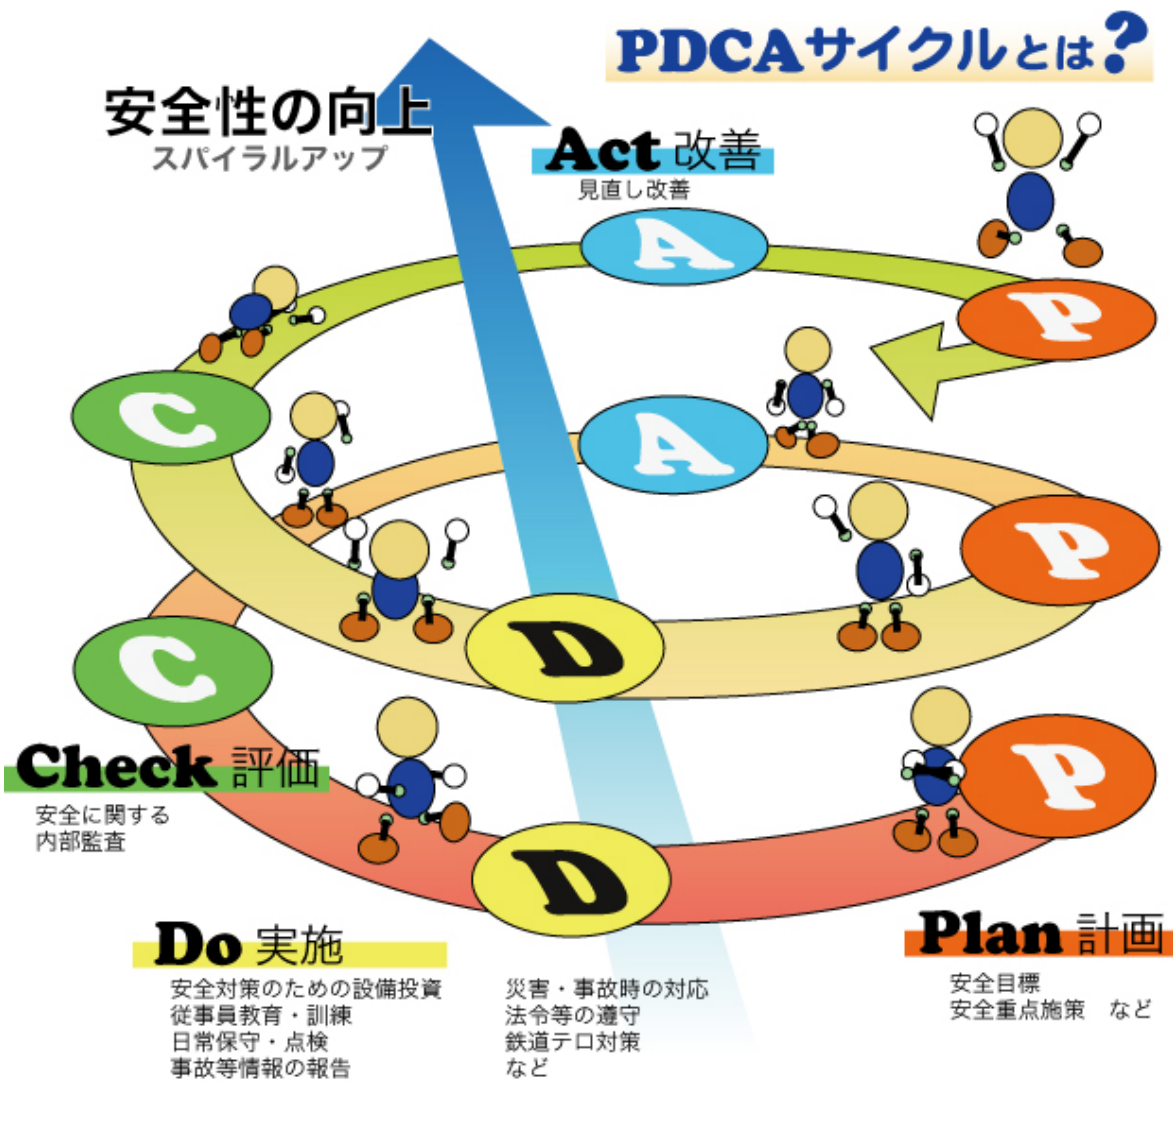 PDCAサイクルとは?
安全性の向上
スパイラルアップ
Act 改善
見直し改善
A
P
C
A
P
D
C
P
D
Check 評価
安全に関する
内部監査
Do 実施
安全対策のための設備投資
従事員教育・訓練
日常保守・点検
事故等情報の報告
災害・事故時の対応
法令等の遵守
鉄道テロ対策
など
Plan 計画
安全目標
安全重点施策　など